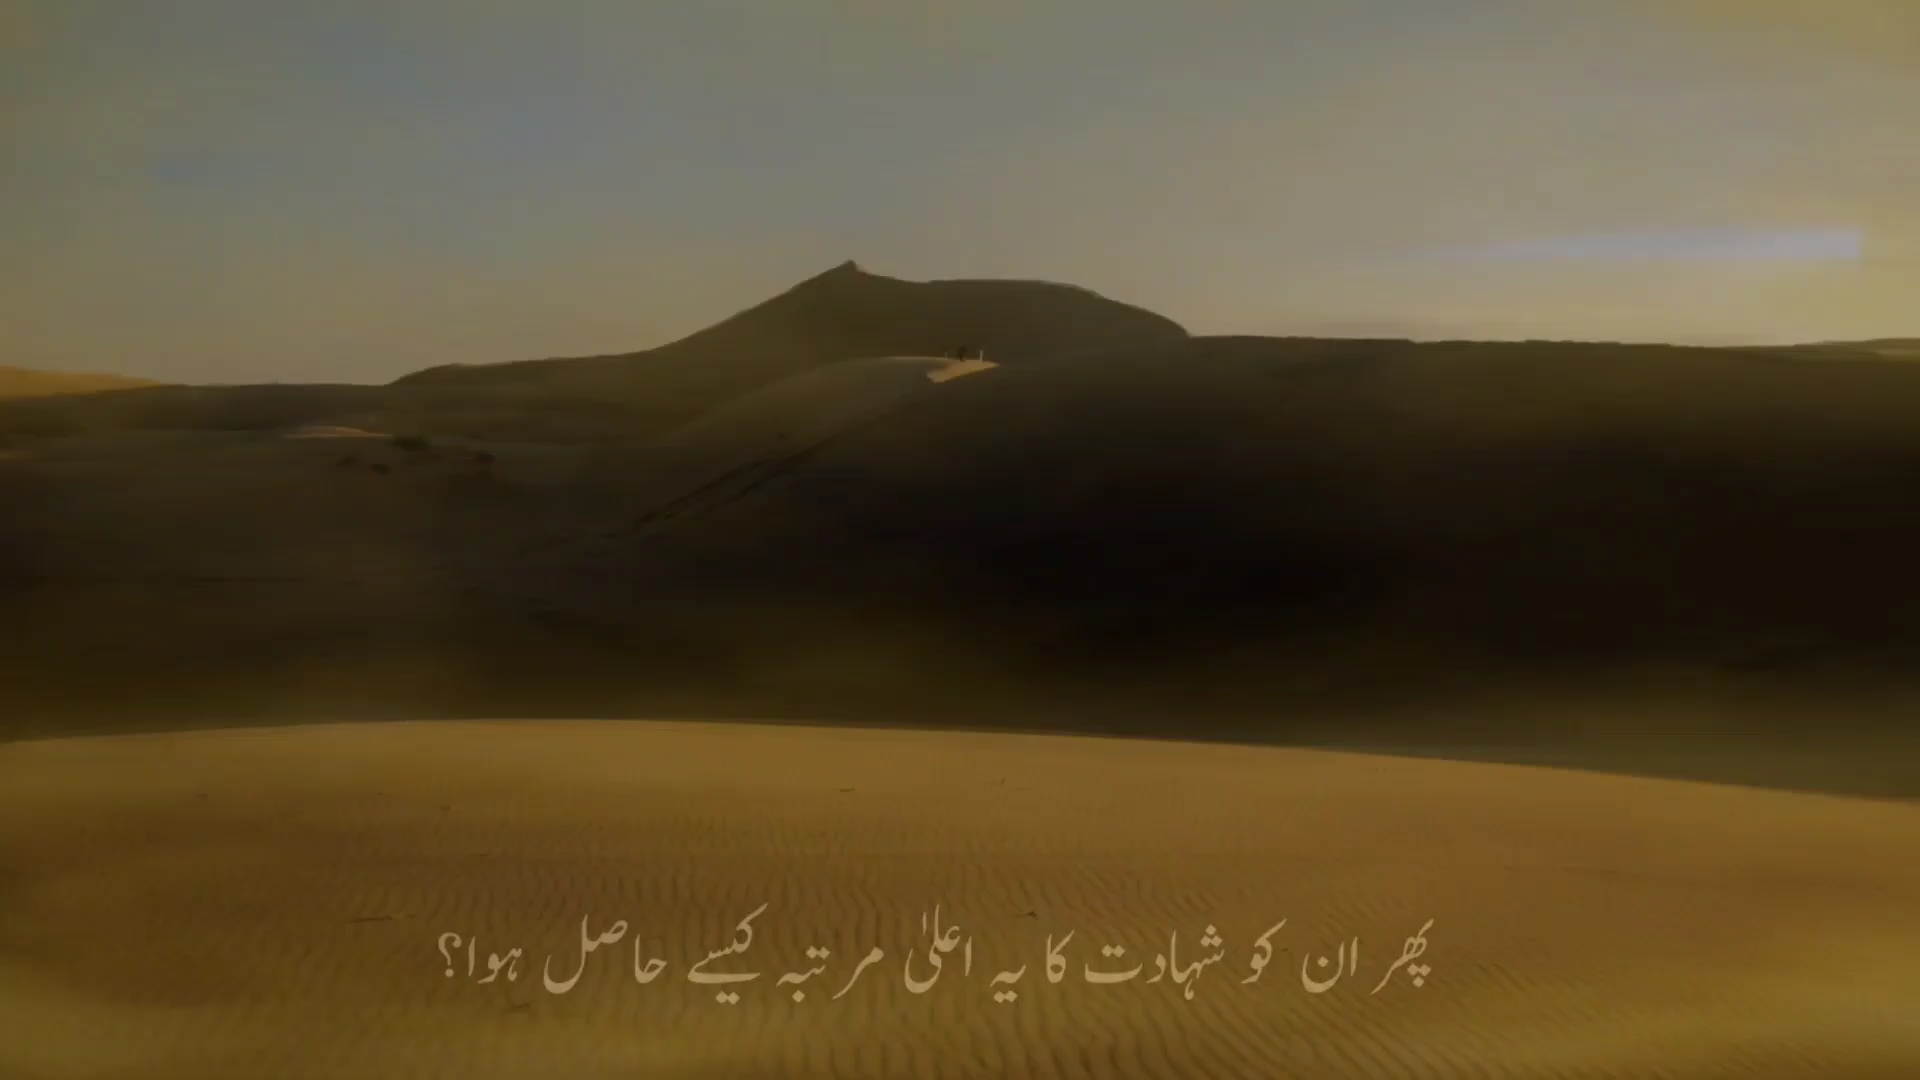 پھر ان کو شہادت کا یہ اعلیٰ مرتبہ کیسے حاصل ہوا؟